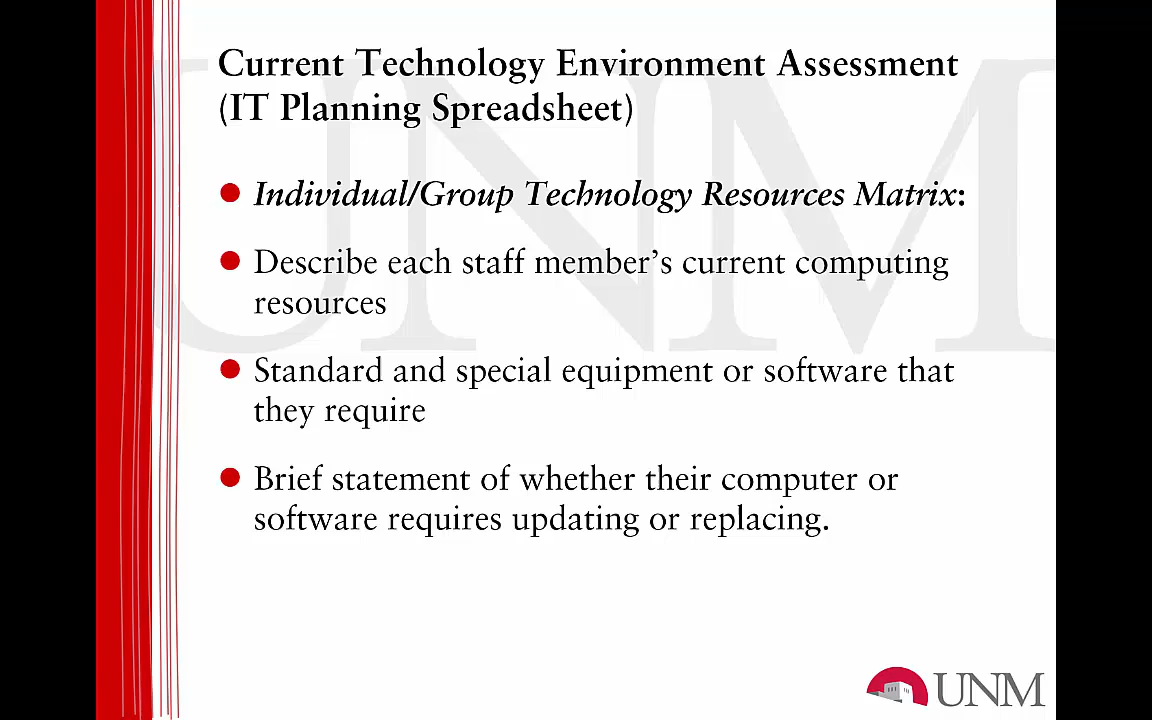 Current Technology Environment Assessment
(IT Planning Spreadsheet)
Individual/Group Technology Resources Matrix:
Describe each staff member’s current computing
resources
Standard and special equipment or software that
they require
Brief statement of whether their computer or
software requires updating or replacing.
UNM
UNM